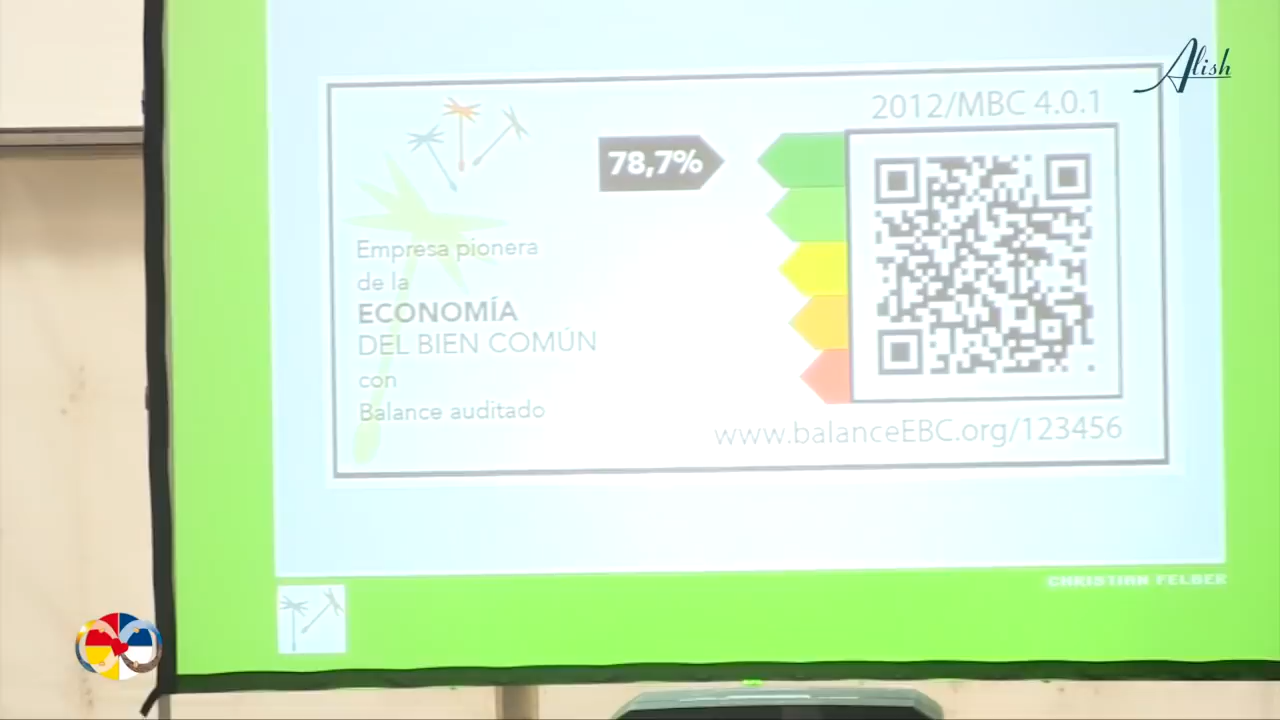 Alish
2012/MBC 4.0.1
78,7%
Empresa pionera
de la
ECONOMÍA
DEL BIEN COMÚN
con
Balance auditado
www.balanceEBC.org/123456
CHRISTIAN FELBER